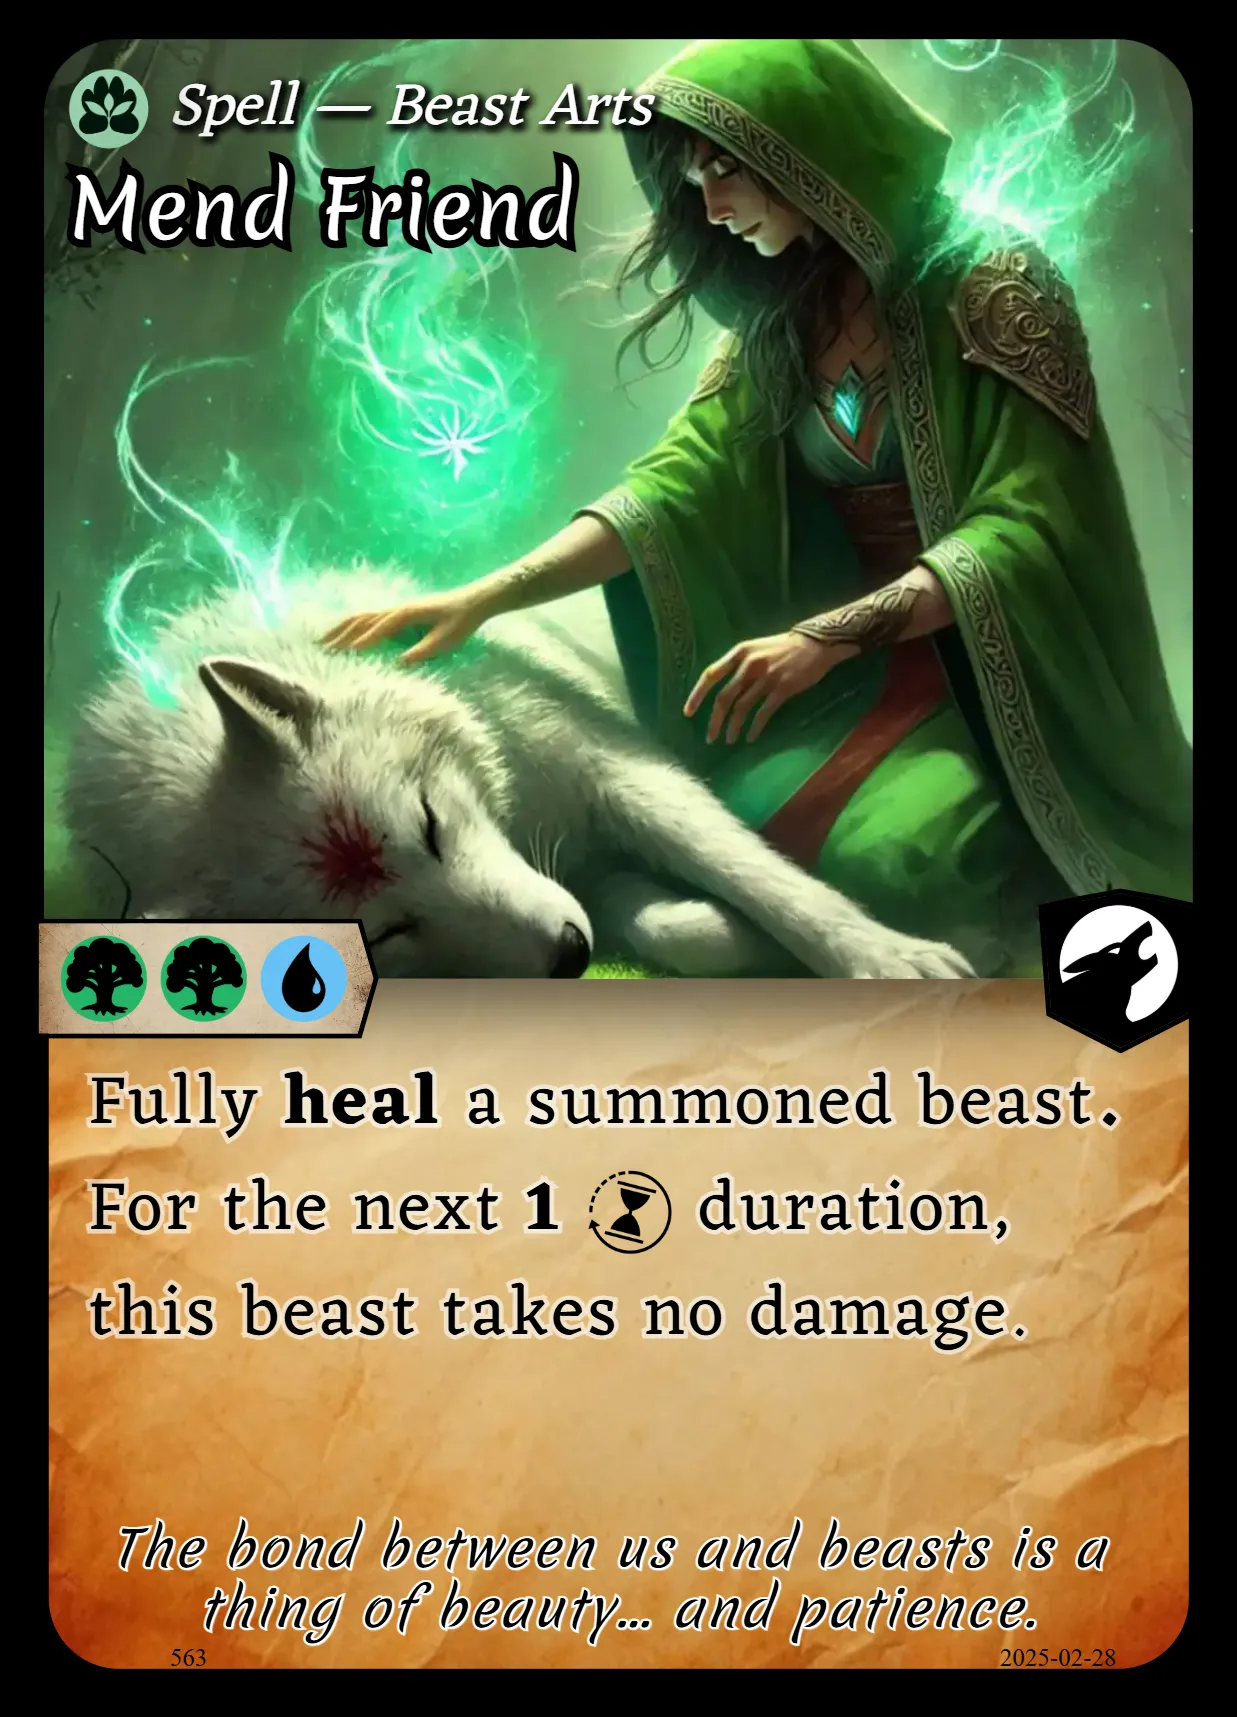 Spell — Beast Arts
Mend Friend
Fully heal a summoned beast.
For the next 1 duration,
this beast takes no damage.
The bond between us and beasts is a
thing of beauty... and patience.
563 2025-02-28